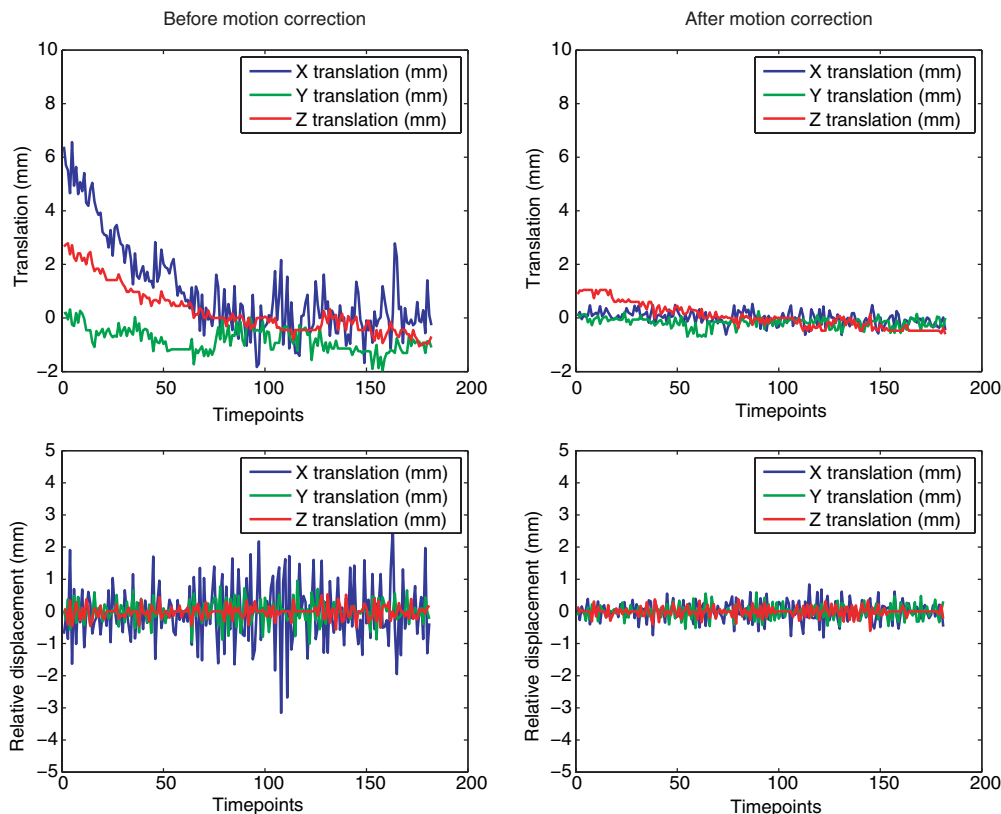 Before motion correction
After motion correction
10
8
6
4
2
0
−2
Translation (mm)
X translation (mm)
Y translation (mm)
Z translation (mm)
0
50
100
150
200
Timepoints
10
8
6
4
2
0
−2
Translation (mm)
X translation (mm)
Y translation (mm)
Z translation (mm)
0
50
100
150
200
Timepoints
5
4
3
2
1
0
−1
−2
−3
−4
−5
Relative displacement (mm)
X translation (mm)
Y translation (mm)
Z translation (mm)
0
50
100
150
200
Timepoints
5
4
3
2
1
0
−1
−2
−3
−4
−5
Relative displacement (mm)
X translation (mm)
Y translation (mm)
Z translation (mm)
0
50
100
150
200
Timepoints